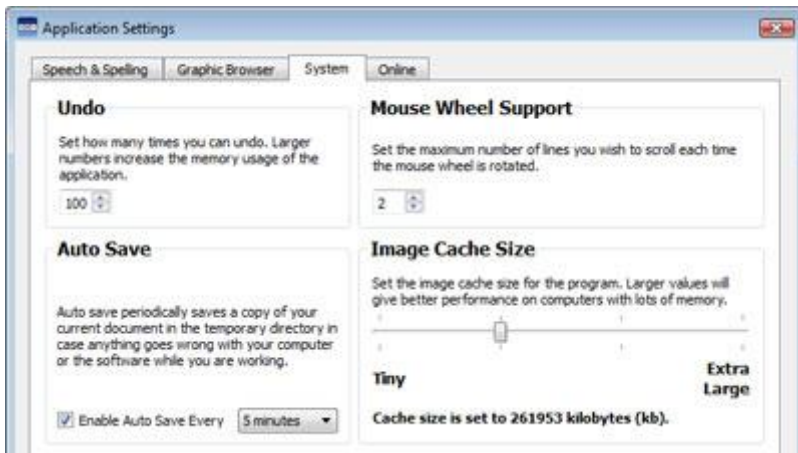 Application Settings
Speech & Spelling
Graphic Browser
System
Online
Undo
Set how many times you can undo. Larger
numbers increase the memory usage of the
application.
100
Mouse Wheel Support
Set the maximum number of lines you wish to scroll each time
the mouse wheel is rotated.
2
Auto Save
Auto save periodically saves a copy of your
current document in the temporary directory in
case anything goes wrong with your computer
or the software while you are working.
Enable Auto Save Every
5 minutes
Image Cache Size
Set the image cache size for the program. Larger values will
give better performance on computers with lots of memory.
Tiny
Extra
Large
Cache size is set to 261953 kilobytes (kb).